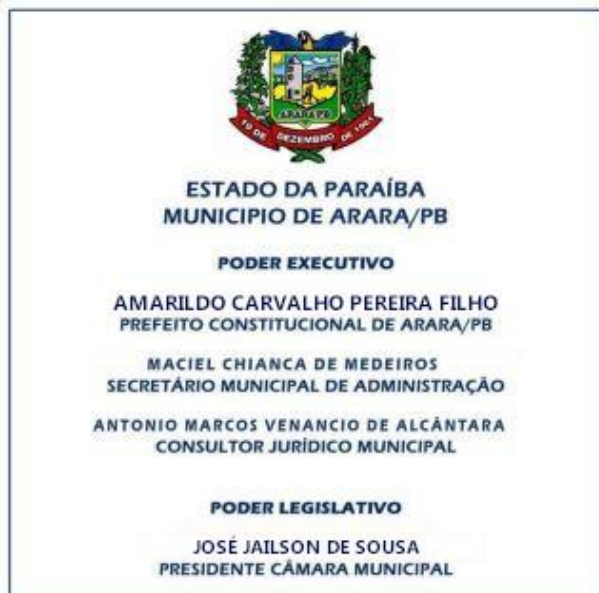 ARARA PB
19 DE DEZEMBRO DE 1961
ESTADO DA PARAÍBA
MUNICIPIO DE ARARA/PB
PODER EXECUTIVO
AMARILDO CARVALHO PEREIRA FILHO
PREFEITO CONSTITUCIONAL DE ARARA/PB
MACIEL CHIANCA DE MEDEIROS
SECRETÁRIO MUNICIPAL DE ADMINISTRAÇÃO
ANTONIO MARCOS VENANCIO DE ALCÂNTARA
CONSULTOR JURÍDICO MUNICIPAL
PODER LEGISLATIVO
JOSÉ JAILSON DE SOUSA
PRESIDENTE CÂMARA MUNICIPAL